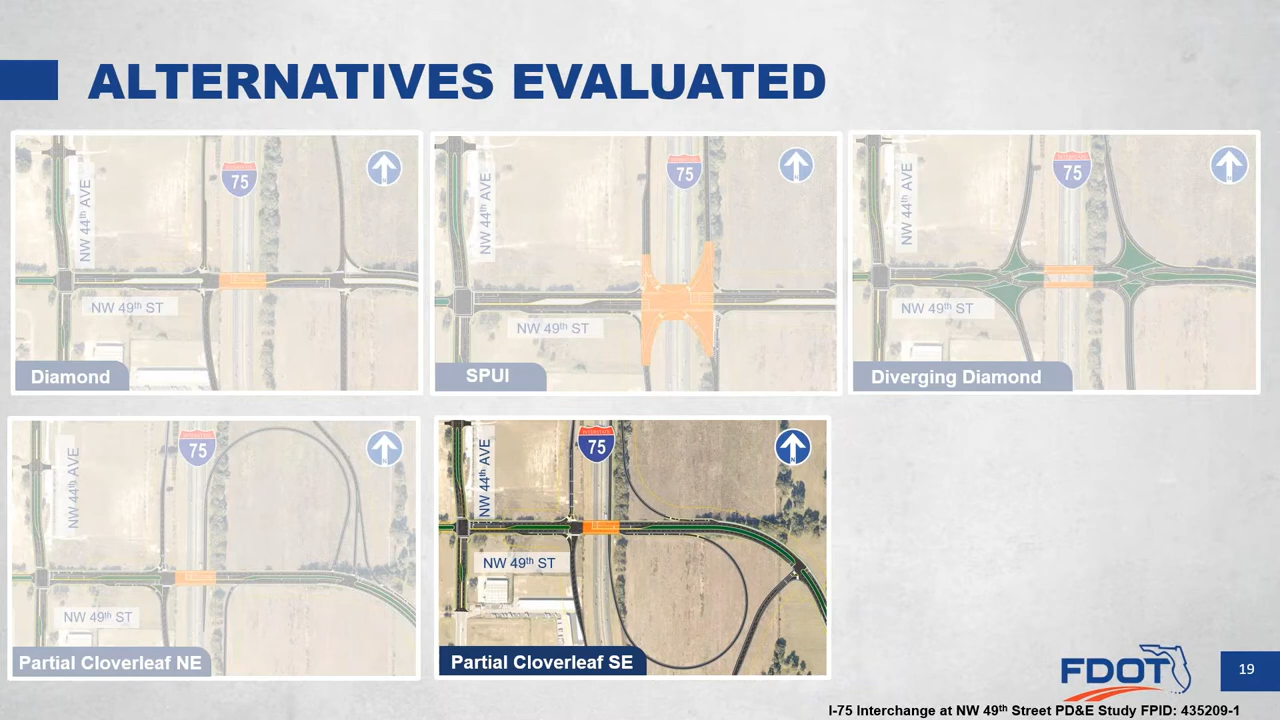 ALTERNATIVES EVALUATED
NW 44th AVE
75
N
NW 49th ST
Diamond
NW 44th AVE
75
N
NW 49th ST
SPUI
NW 44th AVE
75
N
NW 49th ST
Diverging Diamond
NW 44th AVE
75
N
NW 49th ST
Partial Cloverleaf NE
NW 44th AVE
INTERSTATE
75
N
NW 49th ST
Partial Cloverleaf SE
FDOT
19
I-75 Interchange at NW 49th Street PD&E Study FPID: 435209-1